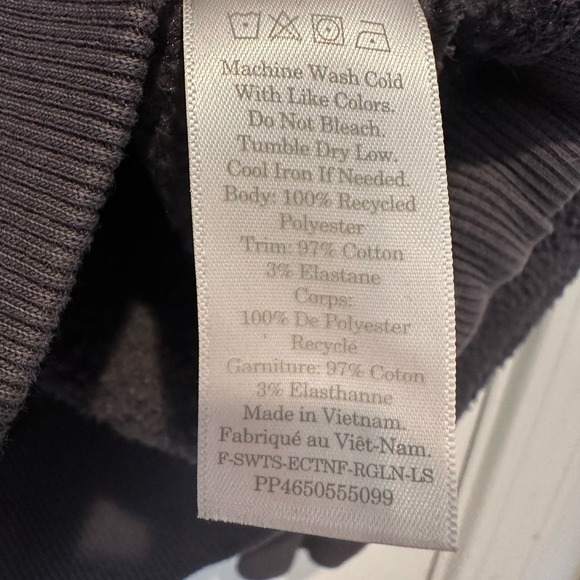 Machine Wash Cold
With Like Colors.
Do Not Bleach.
Tumble Dry Low.
Cool Iron If Needed.
Body: 100% Recycled
Polyester
Trim: 97% Cotton
3% Elastane
Corps:
100% De Polyester
Recyclé
Garniture: 97% Coton
3% Elasthanne
Made in Vietnam.
Fabriqué au Viêt-Nam.
F-SWTS-ECTNF-RGLN-LS
PP4650555099